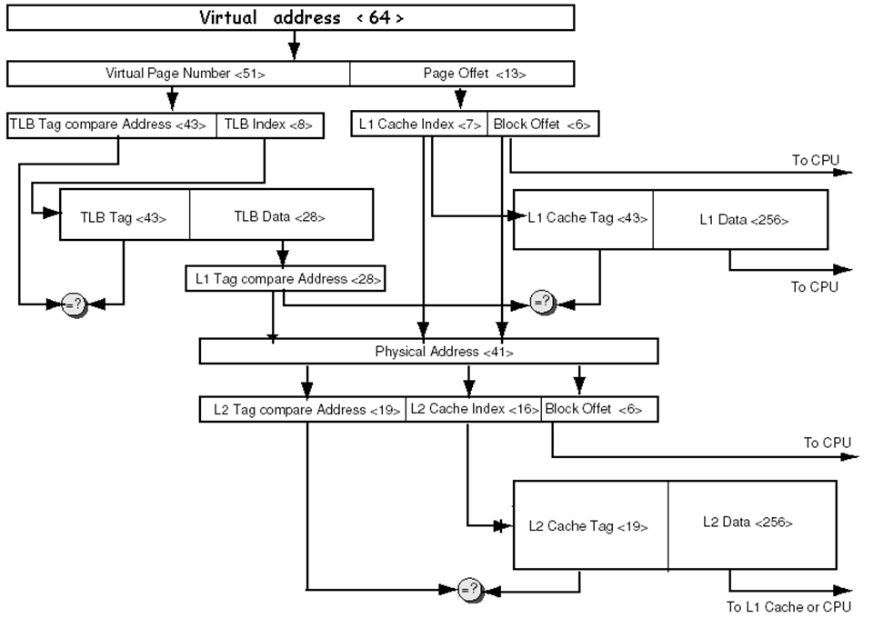 Virtual address <64>
Virtual Page Number <51> Page Offet <13>
TLB Tag compare Address <43> TLB Index <8> L1 Cache Index <7> Block Offet <6>
To CPU
TLB Tag <43> TLB Data <28> L1 Cache Tag <43> L1 Data <256>
L1 Tag compare Address <28> To CPU
=? =?
Physical Address <41>
L2 Tag compare Address <19> L2 Cache Index <16> Block Offet <6>
To CPU
L2 Cache Tag <19> L2 Data <256>
=?
To L1 Cache or CPU